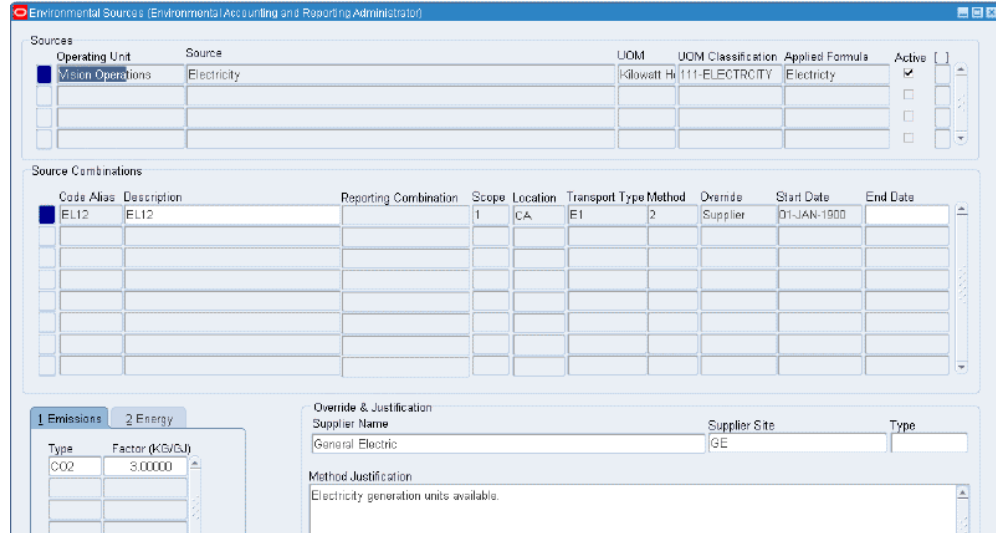 Environmental Sources (Environmental Accounting and Reporting Administrator)
Sources
Operating Unit Source UOM UOM Classification Applied Formula Active [ ]
Vision Operations Electricity Kilowatt H 111-ELECTRCITY Electricty
Source Combinations
Code Alias Description Reporting Combination Scope Location Transport Type Method Override Start Date End Date
EL12 EL12 1 CA E1 2 Supplier 01-JAN-1900
1 Emissions 2 Energy
Type Factor (KG/GJ)
CO2 3.00000
Override & Justification
Supplier Name Supplier Site Type
General Electric GE
Method Justification
Electricity generation units available.